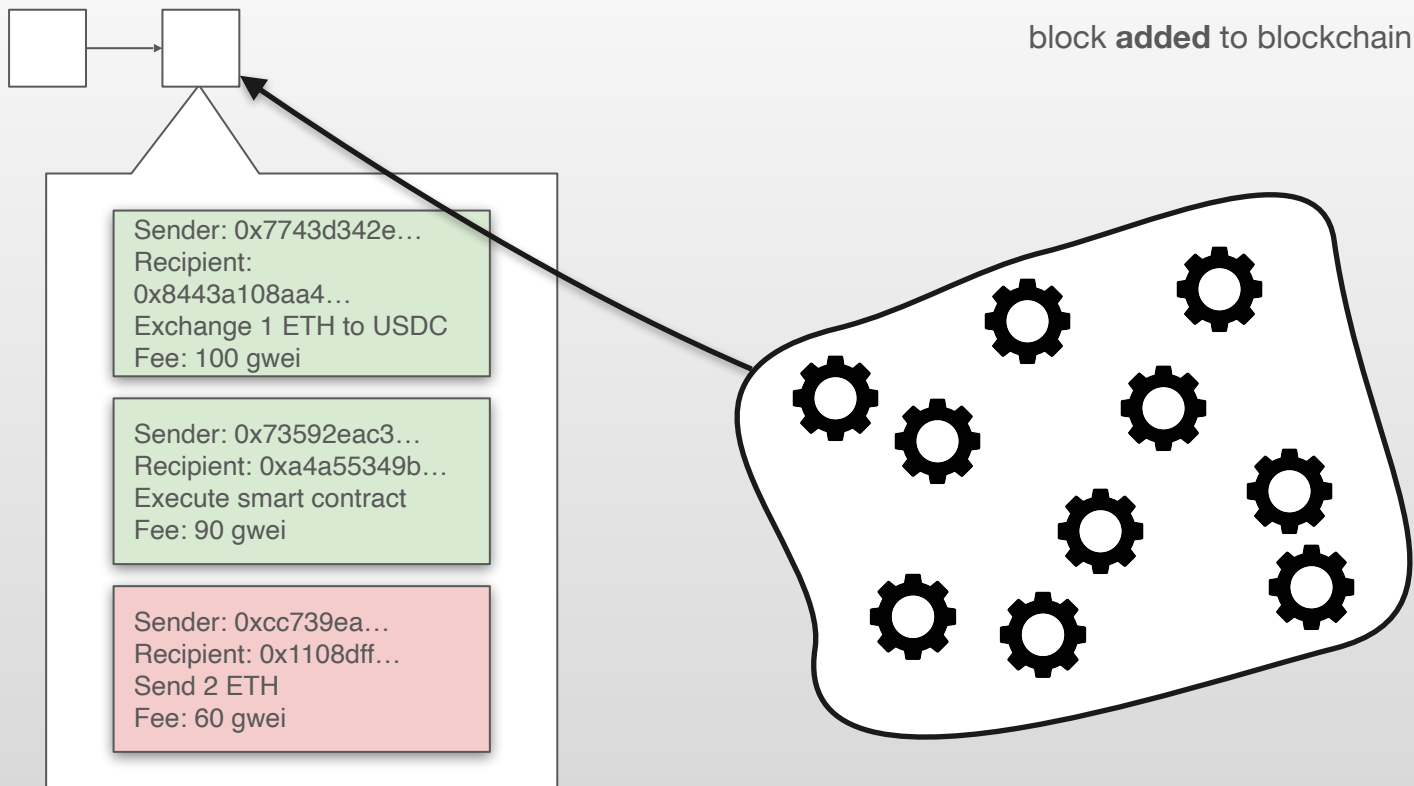 block added to blockchain
Sender: 0x7743d342e…
Recipient:
0x8443a108aa4…
Exchange 1 ETH to USDC
Fee: 100 gwei
Sender: 0x73592eac3…
Recipient: 0xa4a55349b…
Execute smart contract
Fee: 90 gwei
Sender: 0xcc739ea…
Recipient: 0x1108dff…
Send 2 ETH
Fee: 60 gwei